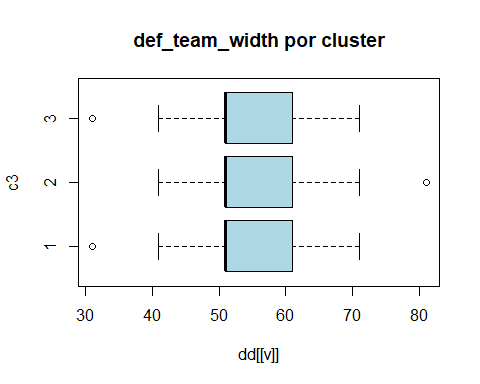 def_team_width por cluster
c3
3
2
1
30 40 50 60 70 80
dd[[v]]